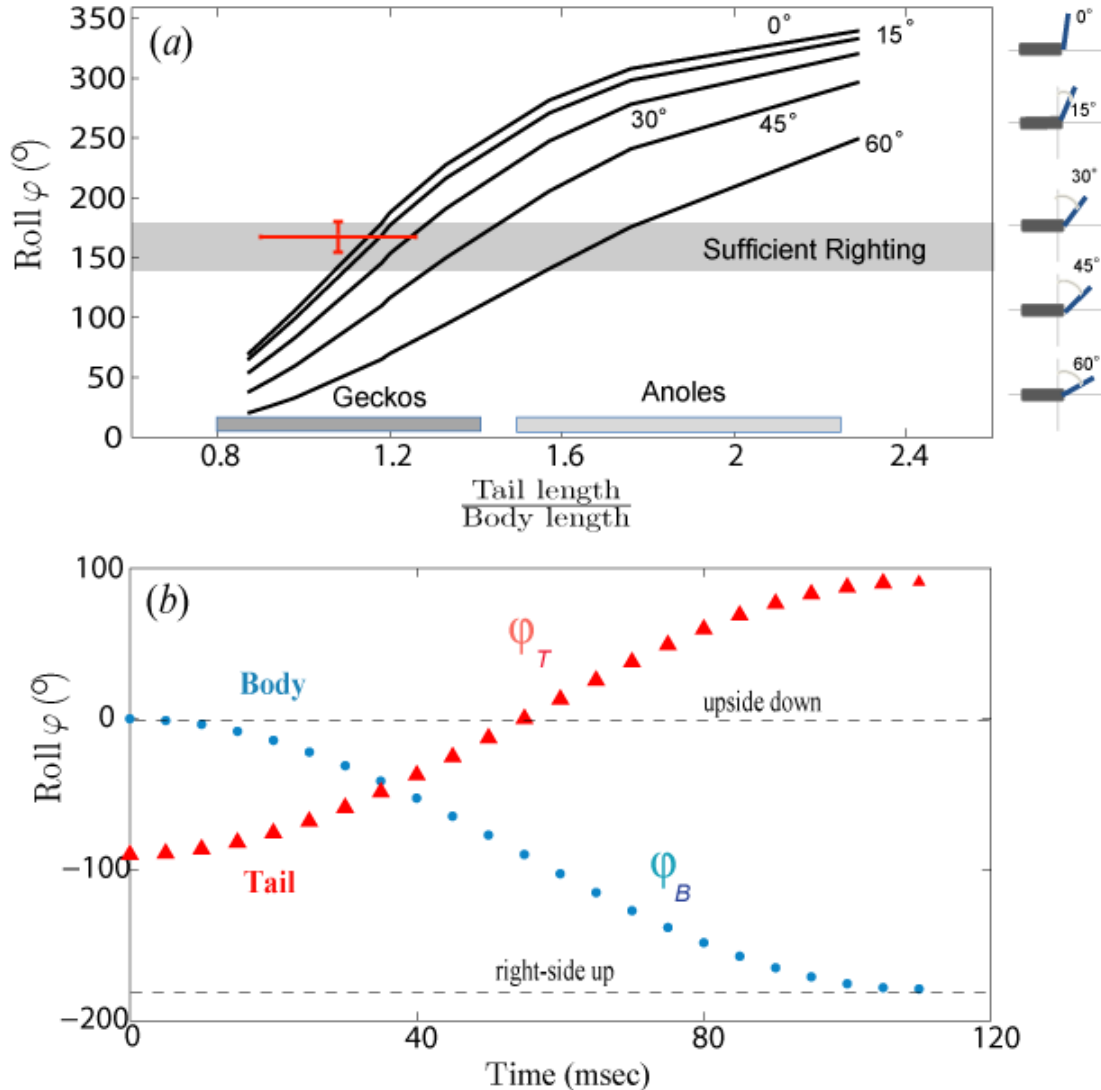 (a)
Roll φ (°)
350
300
250
200
150
100
50
0
0°
15°
30°
45°
60°
Sufficient Righting
Geckos
Anoles
0.8
1.2
1.6
2
2.4
Tail length
Body length
0°
15°
30°
45°
60°
(b)
Roll φ (°)
100
0
−100
−200
φT
Body
upside down
Tail
φB
right-side up
0
40
80
120
Time (msec)